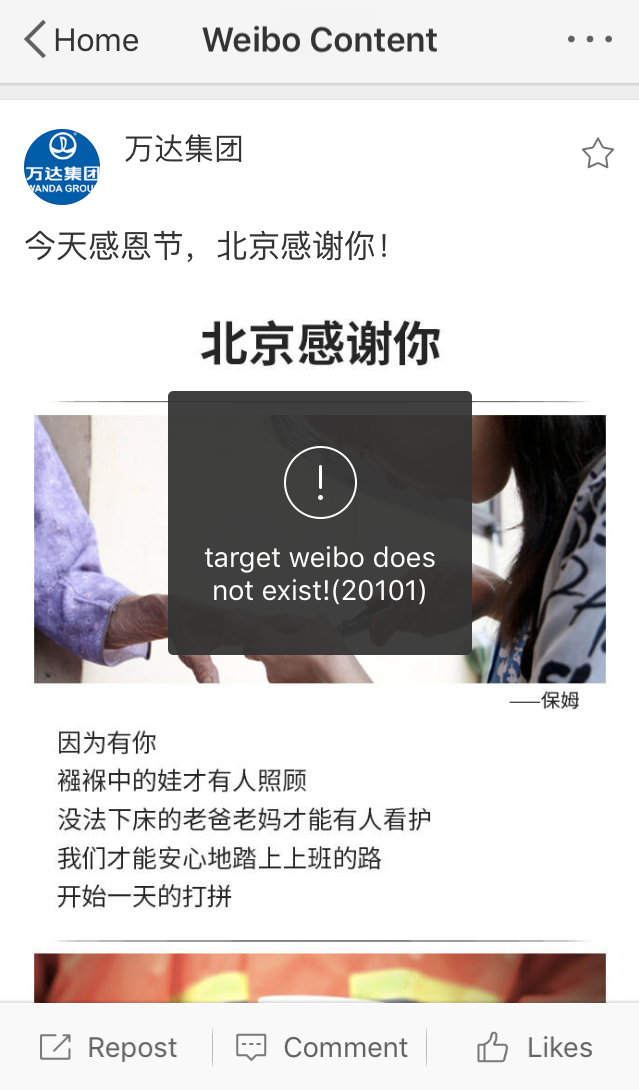 Home
Weibo Content
万达集团
WANDA GROU
万达集团
今天感恩节，北京感谢你！
北京感谢你
target weibo does
not exist!(20101)
——保姆
因为有你
襁褓中的娃才有人照顾
没法下床的老爸老妈才能有人看护
我们才能安心地踏上上班的路
开始一天的打拼
Repost
Comment
Likes